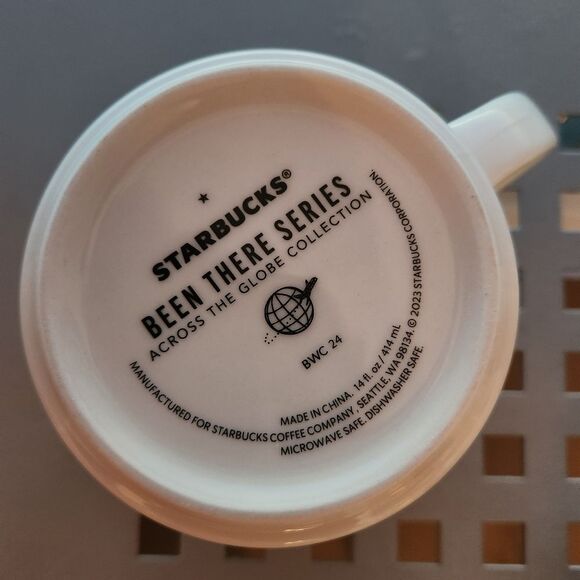 STARBUCKS®
BEEN THERE SERIES
ACROSS THE GLOBE COLLECTION
BWC 24
MADE IN CHINA. 14 fl. oz / 414 mL
MANUFACTURED FOR STARBUCKS COFFEE COMPANY, SEATTLE, WA 98134. © 2023 STARBUCKS CORPORATION.
MICROWAVE SAFE. DISHWASHER SAFE.